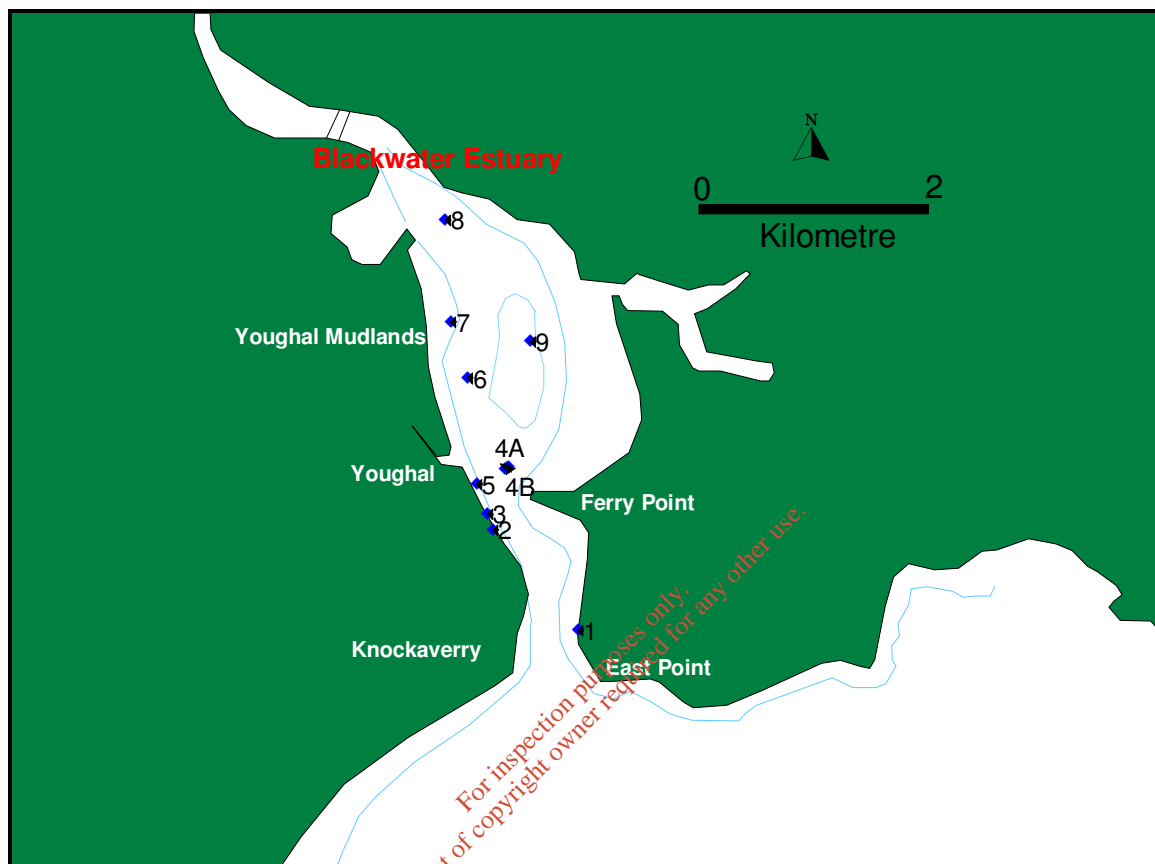 N
Blackwater Estuary
0
2
Kilometre
8
7
Youghal Mudlands
9
6
4A
Youghal
5
4B
Ferry Point
3
2
1
Knockaverry
East Point
For inspection purposes only.
of copyright owner required for any other use.